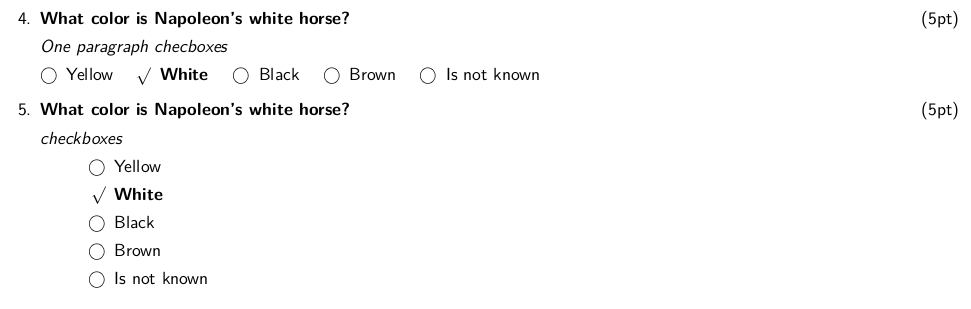 4. What color is Napoleon's white horse? (5pt)
One paragraph checboxes
○ Yellow √ White ○ Black ○ Brown ○ Is not known
5. What color is Napoleon's white horse? (5pt)
checkboxes
○ Yellow
√ White
○ Black
○ Brown
○ Is not known